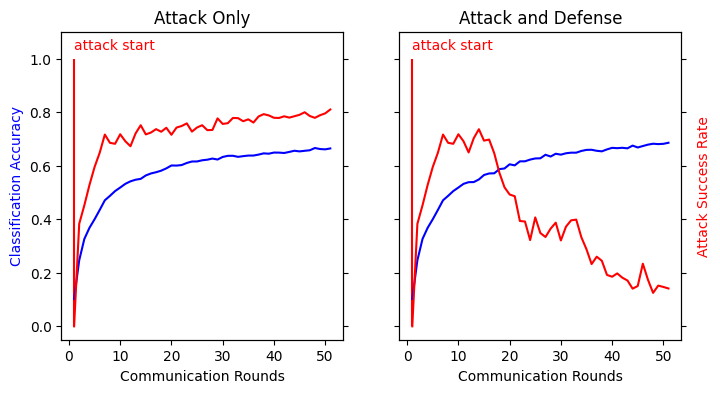 Attack Only
Attack and Defense
attack start
attack start
Classification Accuracy
Attack Success Rate
1.0
0.8
0.6
0.4
0.2
0.0
0 10 20 30 40 50
0 10 20 30 40 50
Communication Rounds
Communication Rounds